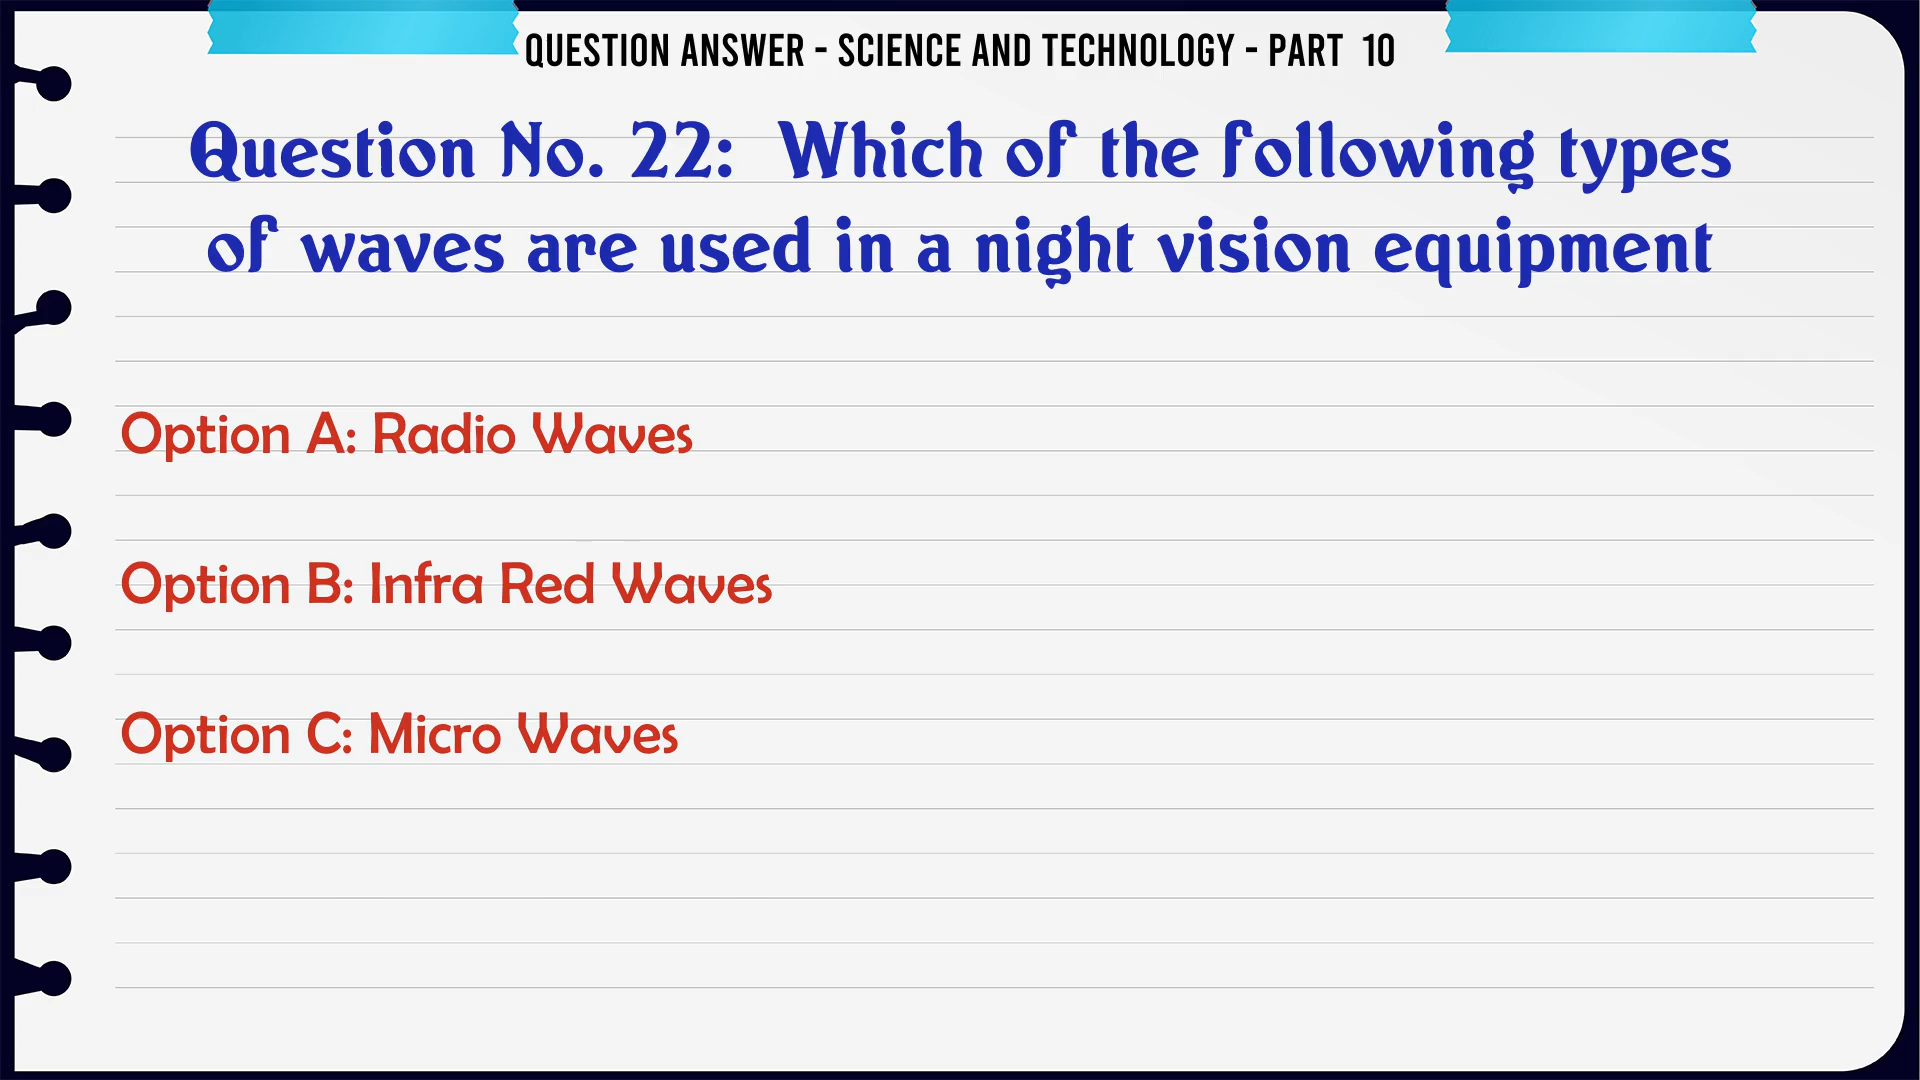 QUESTION ANSWER - SCIENCE AND TECHNOLOGY - PART 10
Question No. 22: Which of the following types
of waves are used in a night vision equipment
Option A: Radio Waves
Option B: Infra Red Waves
Option C: Micro Waves